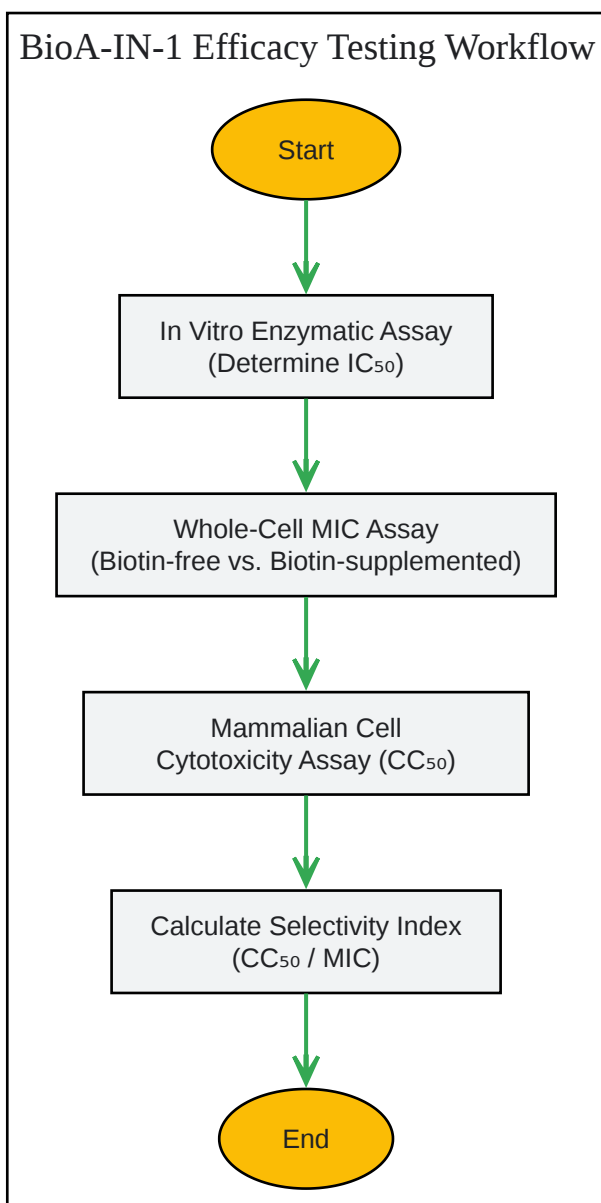 BioA-IN-1 Efficacy Testing Workflow
Start
In Vitro Enzymatic Assay
(Determine IC₅₀)
Whole-Cell MIC Assay
(Biotin-free vs. Biotin-supplemented)
Mammalian Cell
Cytotoxicity Assay (CC₅₀)
Calculate Selectivity Index
(CC₅₀ / MIC)
End